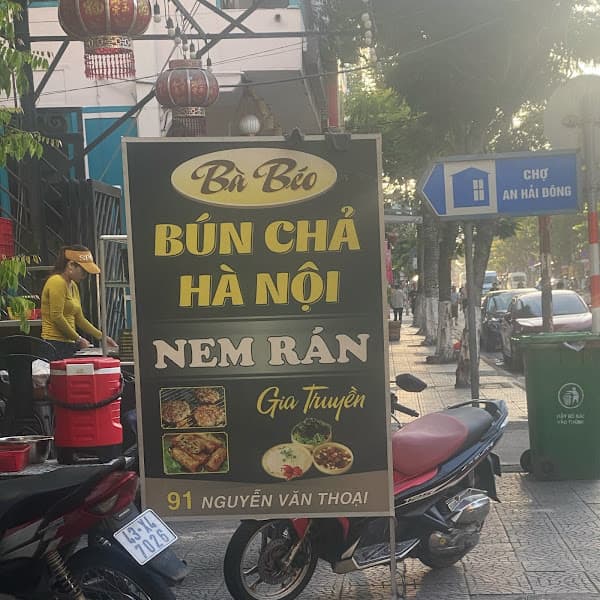 Bà Béo
BÚN CHẢ
HÀ NỘI
NEM RÁN
Gia Truyền
91 NGUYỄN VĂN THOẠI
CHỢ
AN HẢI ĐÔNG
43-X4
7026